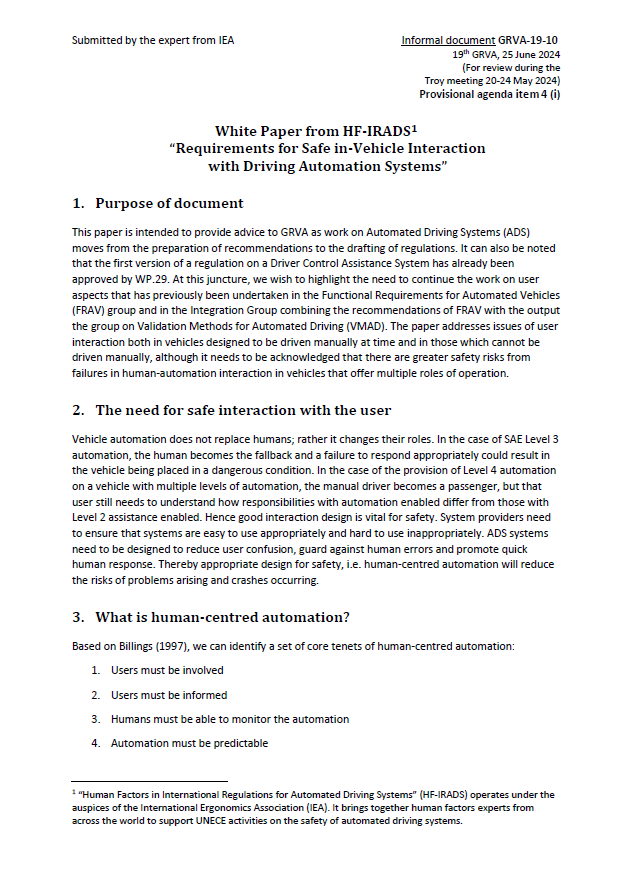 Submitted by the expert from IEA
Informal document GRVA-19-10
19th GRVA, 25 June 2024
(For review during the
Troy meeting 20-24 May 2024)
Provisional agenda item 4 (i)
White Paper from HF-IRADS1
“Requirements for Safe in-Vehicle Interaction
with Driving Automation Systems”
1. Purpose of document
This paper is intended to provide advice to GRVA as work on Automated Driving Systems (ADS)
moves from the preparation of recommendations to the drafting of regulations. It can also be noted
that the first version of a regulation on a Driver Control Assistance System has already been
approved by WP.29. At this juncture, we wish to highlight the need to continue the work on user
aspects that has previously been undertaken in the Functional Requirements for Automated Vehicles
(FRAV) group and in the Integration Group combining the recommendations of FRAV with the output
the group on Validation Methods for Automated Driving (VMAD). The paper addresses issues of user
interaction both in vehicles designed to be driven manually at time and in those which cannot be
driven manually, although it needs to be acknowledged that there are greater safety risks from
failures in human-automation interaction in vehicles that offer multiple roles of operation.
2. The need for safe interaction with the user
Vehicle automation does not replace humans; rather it changes their roles. In the case of SAE Level 3
automation, the human becomes the fallback and a failure to respond appropriately could result in
the vehicle being placed in a dangerous condition. In the case of the provision of Level 4 automation
on a vehicle with multiple levels of automation, the manual driver becomes a passenger, but that
user still needs to understand how responsibilities with automation enabled differ from those with
Level 2 assistance enabled. Hence good interaction design is vital for safety. System providers need
to ensure that systems are easy to use appropriately and hard to use inappropriately. ADS systems
need to be designed to reduce user confusion, guard against human errors and promote quick
human response. Thereby appropriate design for safety, i.e. human-centred automation will reduce
the risks of problems arising and crashes occurring.
3. What is human-centred automation?
Based on Billings (1997), we can identify a set of core tenets of human-centred automation:
1. Users must be involved
2. Users must be informed
3. Humans must be able to monitor the automation
4. Automation must be predictable
1 “Human Factors in International Regulations for Automated Driving Systems” (HF-IRADS) operates under the
auspices of the International Ergonomics Association (IEA). It brings together human factors experts from
across the world to support UNECE activities on the safety of automated driving systems.